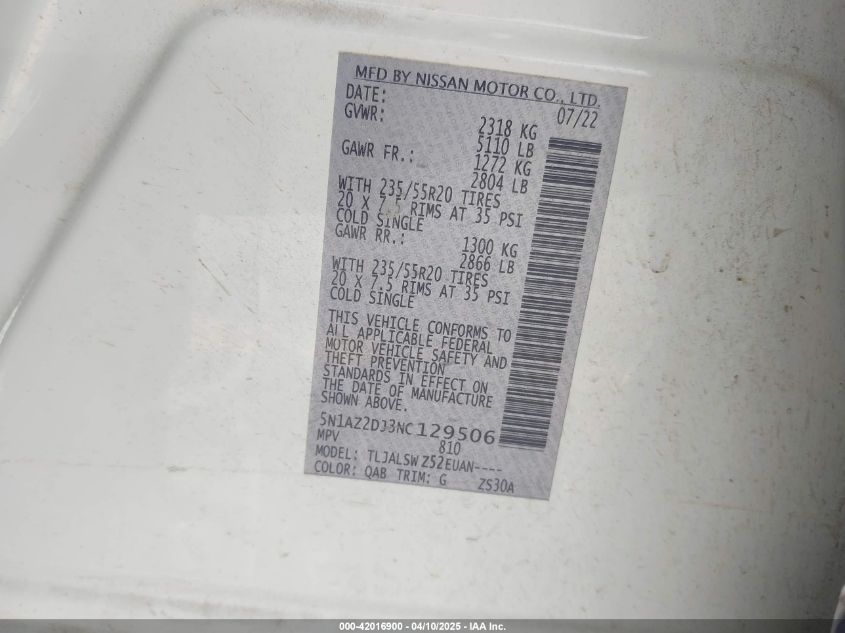 MFD BY NISSAN MOTOR CO., LTD.
DATE: 07/22
GVWR: 2318 KG
5110 LB
GAWR FR.: 1272 KG
2804 LB
WITH 235/55R20 TIRES
20 X 7.5 RIMS AT 35 PSI
COLD SINGLE
GAWR RR.: 1300 KG
2866 LB
WITH 235/55R20 TIRES
20 X 7.5 RIMS AT 35 PSI
COLD SINGLE
THIS VEHICLE CONFORMS TO
ALL APPLICABLE FEDERAL
MOTOR VEHICLE SAFETY AND
THEFT PREVENTION
STANDARDS IN EFFECT ON
THE DATE OF MANUFACTURE
SHOWN ABOVE.
5N1AZ2DJ3NC129506
MPV 810
MODEL: TLJALSWZ52EUAN----
COLOR: QAB TRIM: G ZS30A
000-42016900 - 04/10/2025 - IAA Inc.